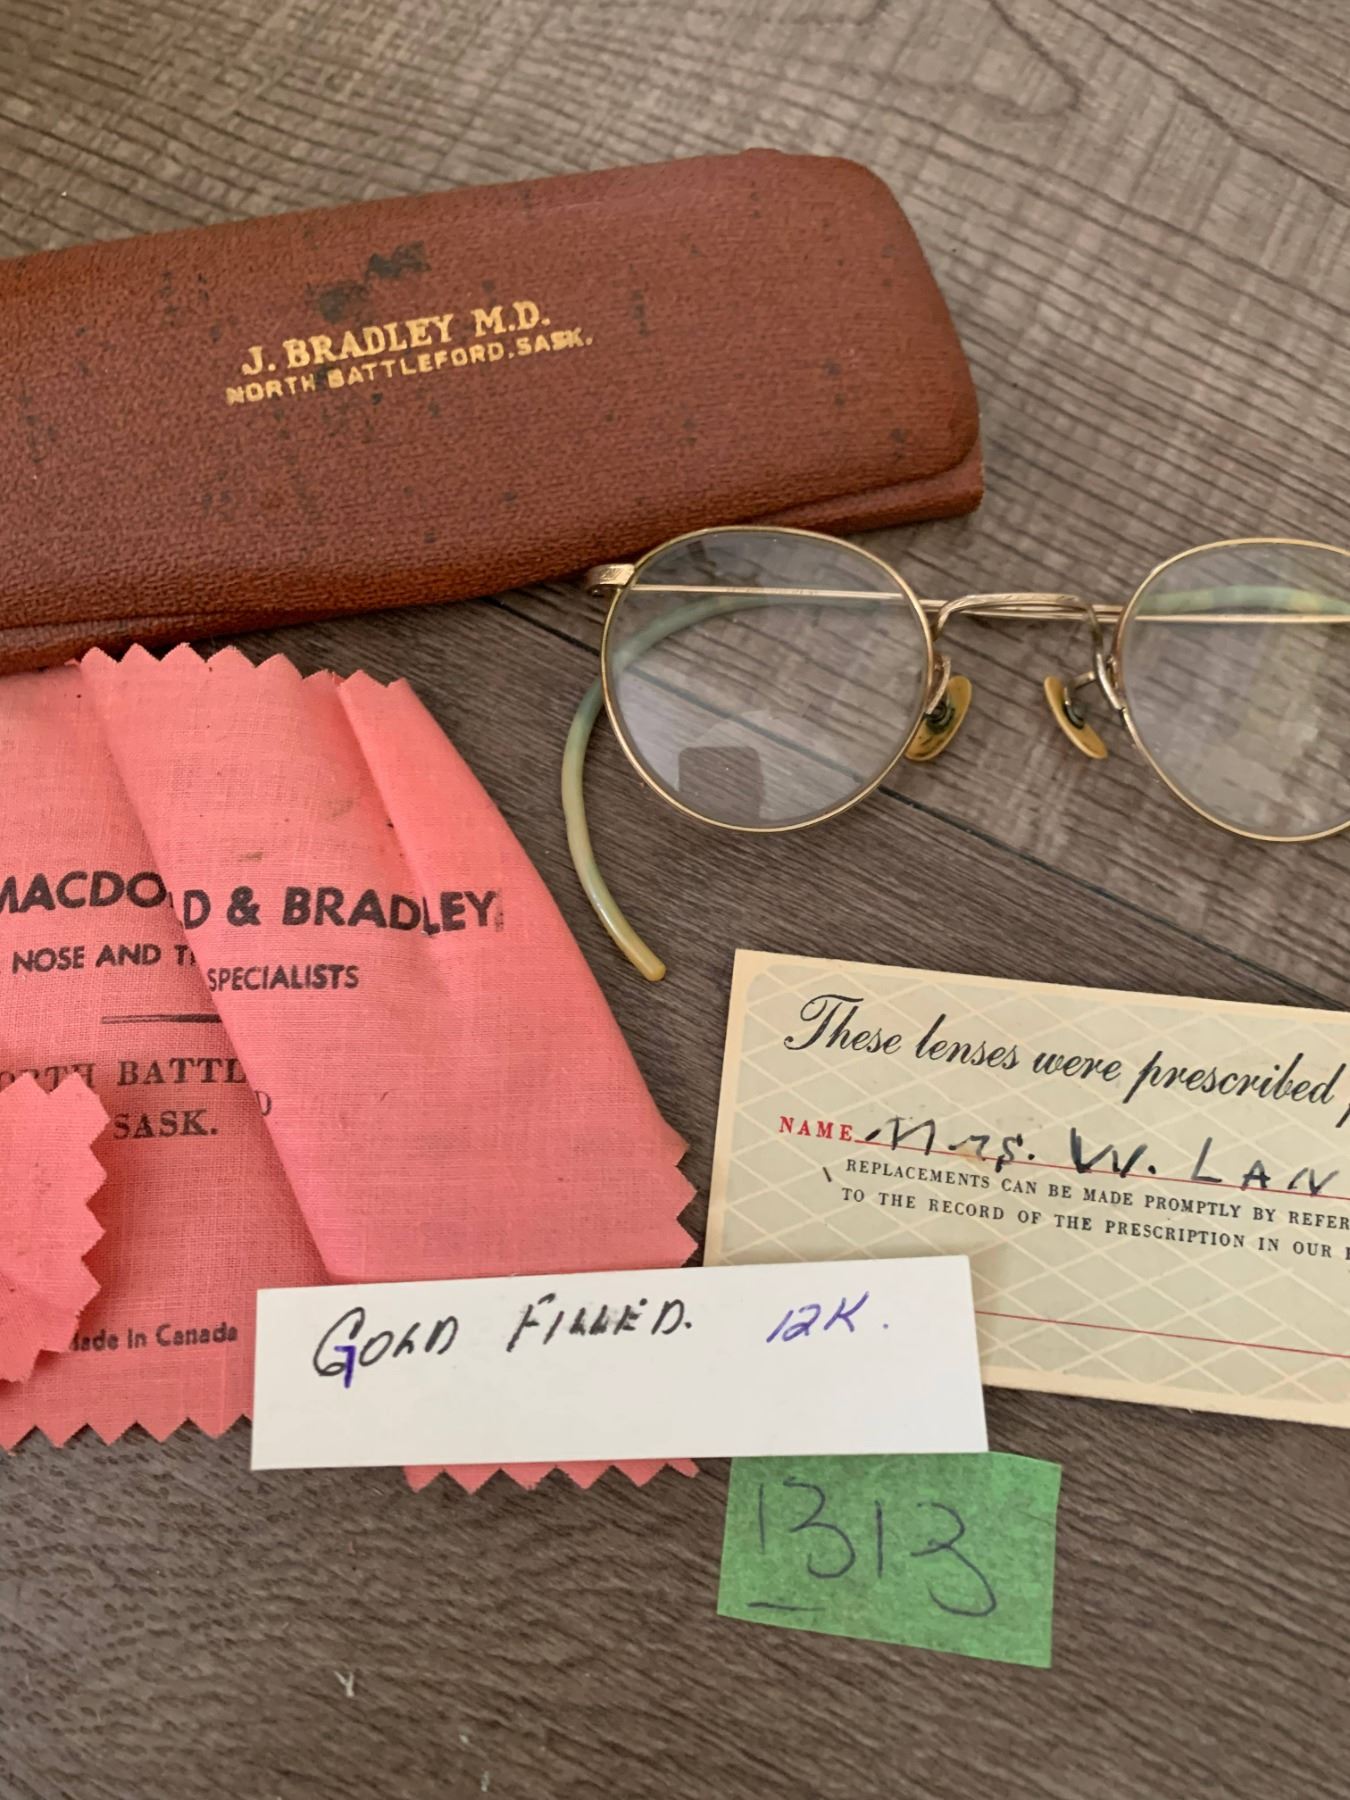 J. BRADLEY M.D.
NORTH BATTLEFORD, SASK.
MACDO D & BRADLEY
NOSE AND T SPECIALISTS
ORTH BATTL D
SASK.
ade In Canada
These lenses were prescribed
NAME Mrs. W. LAN
REPLACEMENTS CAN BE MADE PROMPTLY BY REFER
TO THE RECORD OF THE PRESCRIPTION IN OUR
GOLD FILLED. 12K.
1313